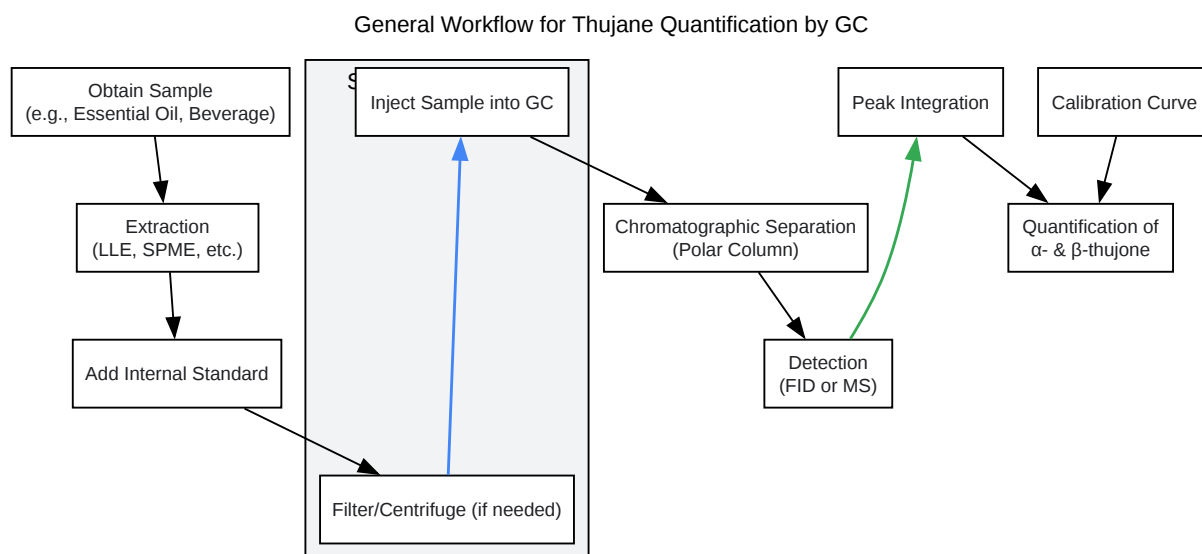 General Workflow for Thujane Quantification by GC
Obtain Sample
(e.g., Essential Oil, Beverage)
Extraction
(LLE, SPME, etc.)
Add Internal Standard
Filter/Centrifuge (if needed)
Inject Sample into GC
Chromatographic Separation
(Polar Column)
Detection
(FID or MS)
Peak Integration
Calibration Curve
Quantification of
α- & β-thujone